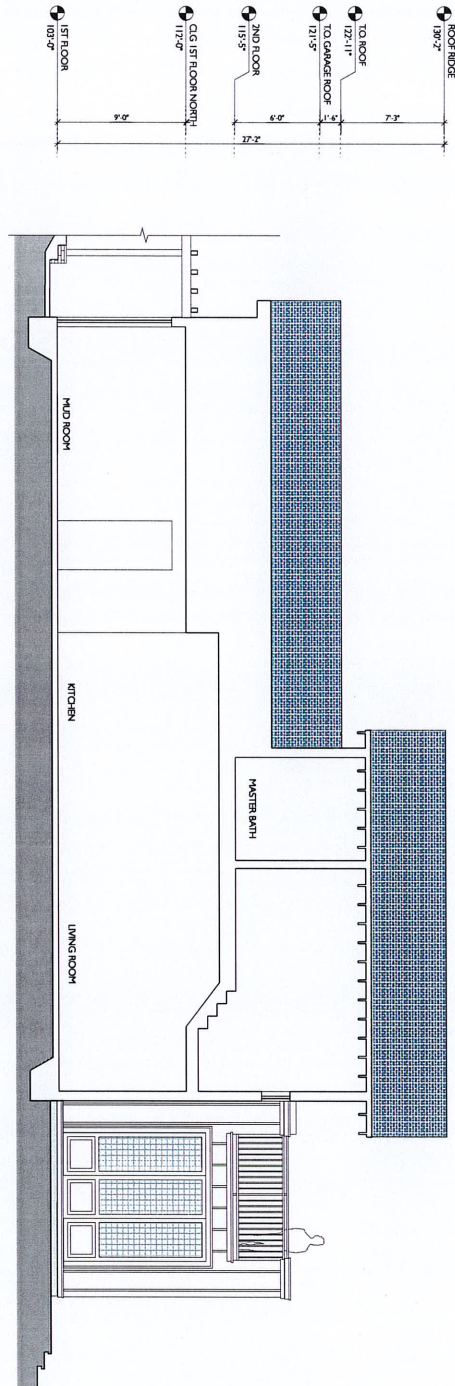 ROOF RIDGE
130'-2"
T.O. ROOF
122'-11"
T.O. GARAGE ROOF
121'-5"
2ND FLOOR
115'-5"
CLG 1ST FLOOR NORTH
112'-0"
1ST FLOOR
103'-0"
7'-3"
1'-6"
6'-0"
9'-0"
27'-2"
MASTER BATH
MUD ROOM
KITCHEN
LIVING ROOM